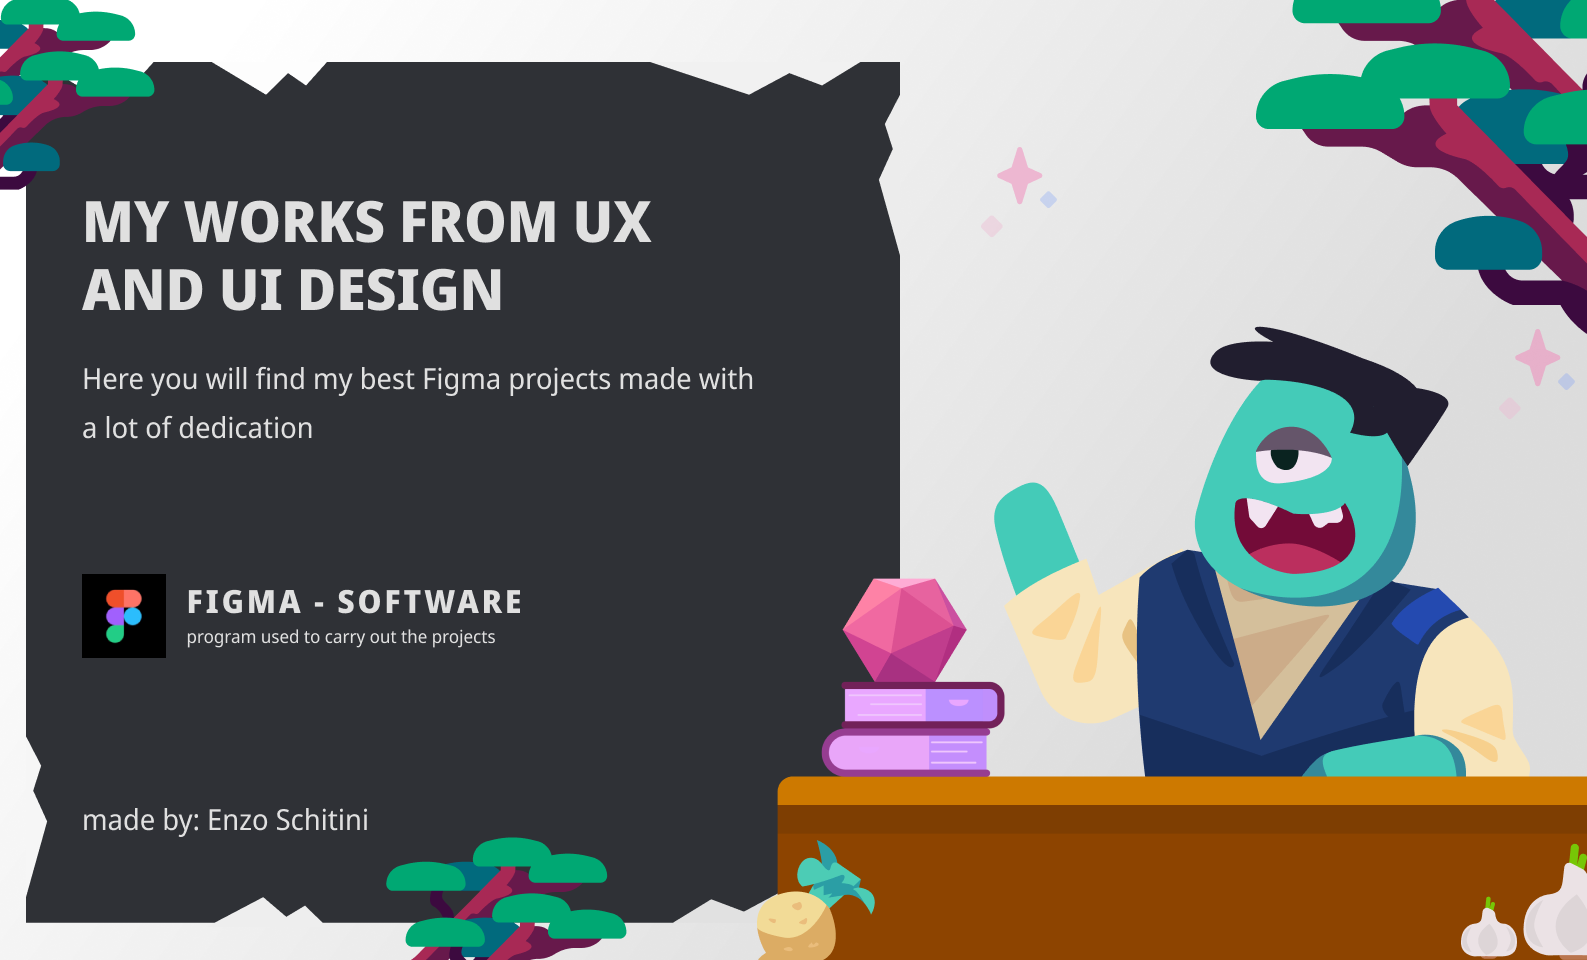 MY WORKS FROM UX
AND UI DESIGN
Here you will find my best Figma projects made with
a lot of dedication
FIGMA - SOFTWARE
program used to carry out the projects
made by: Enzo Schitini